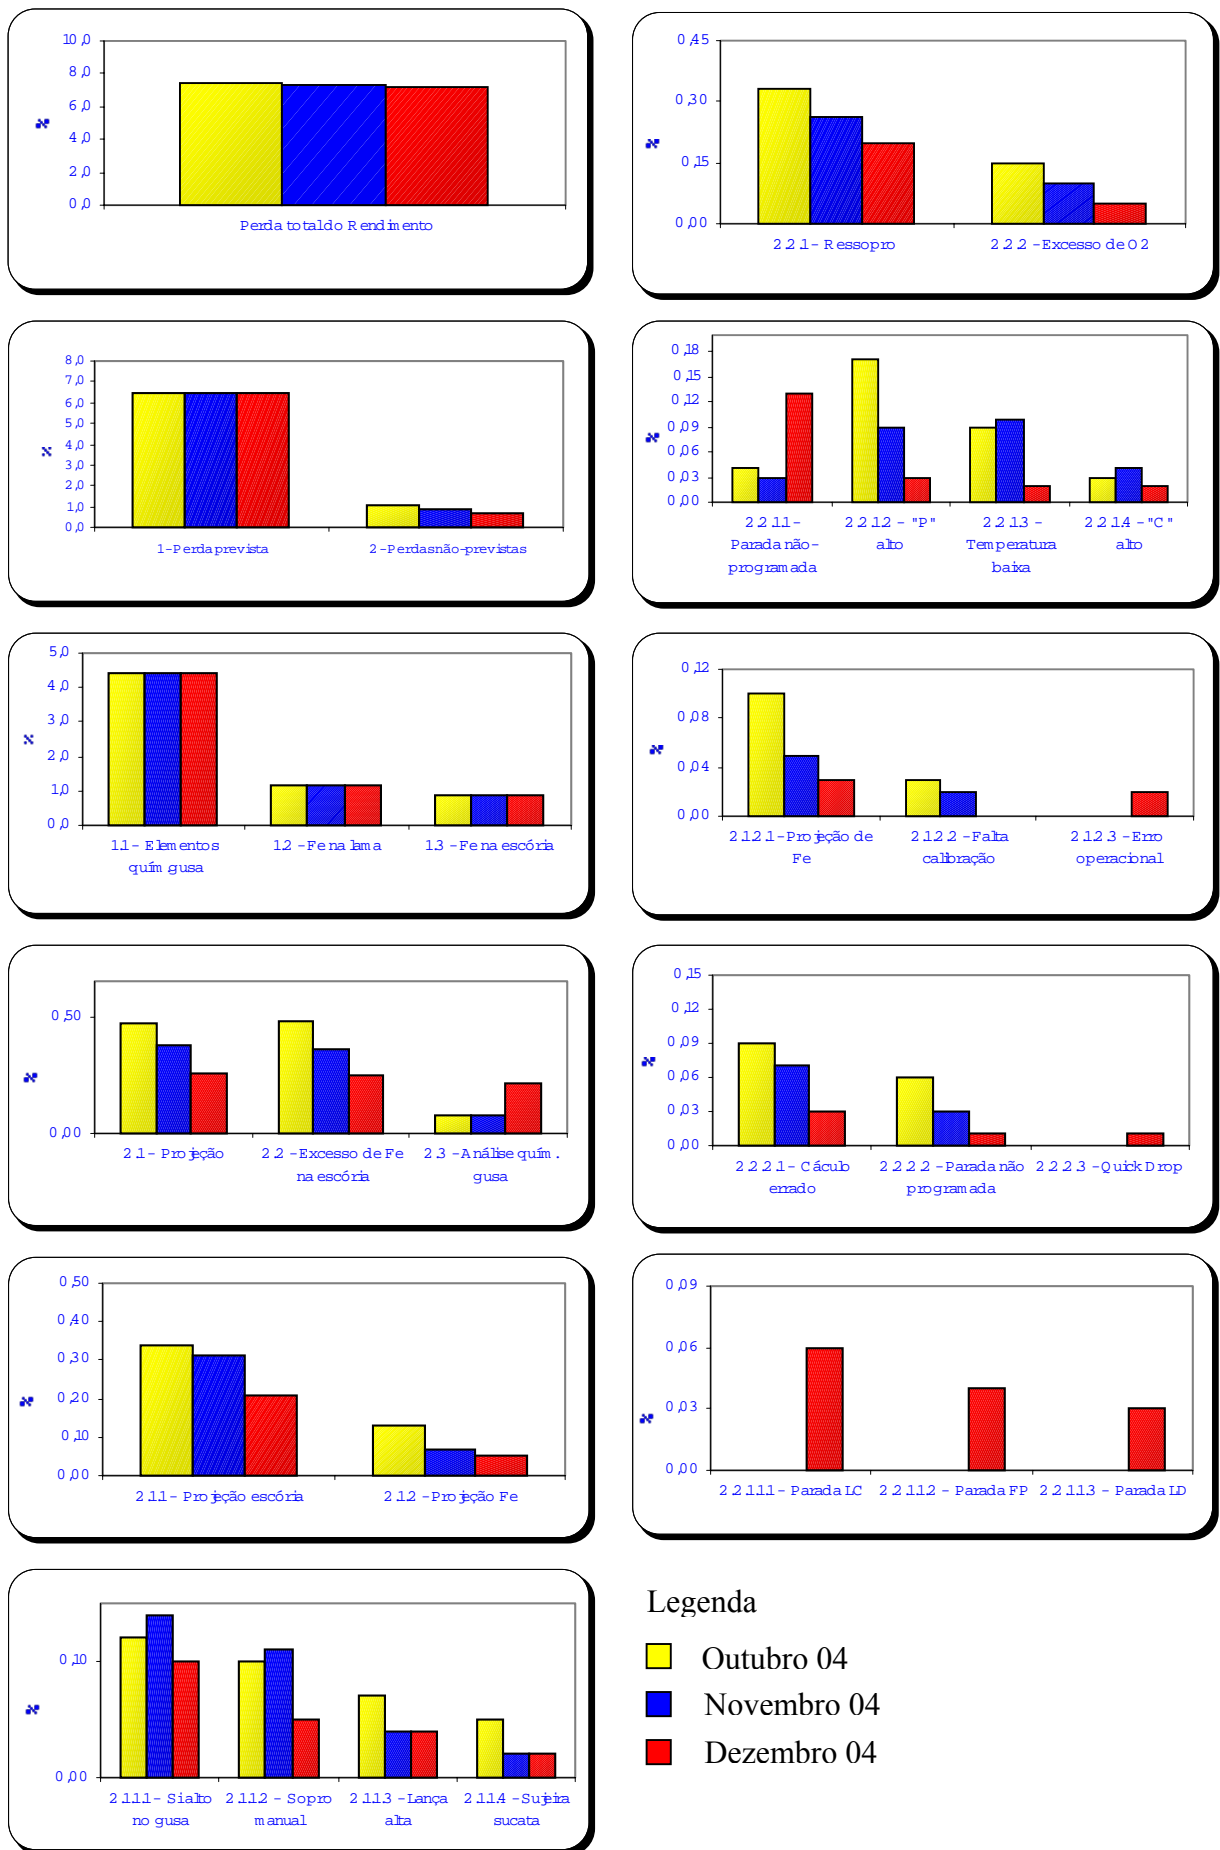 10,0
8,0
6,0
4,0
2,0
0,0
%
Perda total do Rendimento
0,45
0,30
0,15
0,00
%
2.2.1 - Ressopro
2.2.2 - Excesso de O2
8,0
7,0
6,0
5,0
4,0
3,0
2,0
1,0
0,0
%
1 - Perda prevista
2 - Perdas não-previstas
0,18
0,15
0,12
0,09
0,06
0,03
0,00
%
2.2.1.1 - Parada não-programada
2.2.1.2 - "P" alto
2.2.1.3 - Temperatura baixa
2.2.1.4 - "C" alto
5,0
4,0
3,0
2,0
1,0
0,0
%
1.1 - Elementos quím. gusa
1.2 - Fe na lama
1.3 - Fe na escória
0,12
0,08
0,04
0,00
%
2.1.2.1 - Projeção de Fe
2.1.2.2 - Falta calibração
2.1.2.3 - Erro operacional
0,50
0,00
%
2.1 - Projeção
2.2 - Excesso de Fe na escória
2.3 - Análise quím. gusa
0,15
0,12
0,09
0,06
0,03
0,00
%
2.2.2.1 - Cáculo errado
2.2.2.2 - Parada não programada
2.2.2.3 - Quick Drop
0,50
0,40
0,30
0,20
0,10
0,00
%
2.1.1 - Projeção escória
2.1.2 - Projeção Fe
0,09
0,06
0,03
0,00
%
2.2.1.1.1 - Parada LC
2.2.1.1.2 - Parada FP
2.2.1.1.3 - Parada LD
0,10
0,00
%
2.1.1.1 - Si alto no gusa
2.1.1.2 - Sopro manual
2.1.1.3 - Lança alta
2.1.1.4 - Sujeira sucata
Legenda
Outubro 04
Novembro 04
Dezembro 04